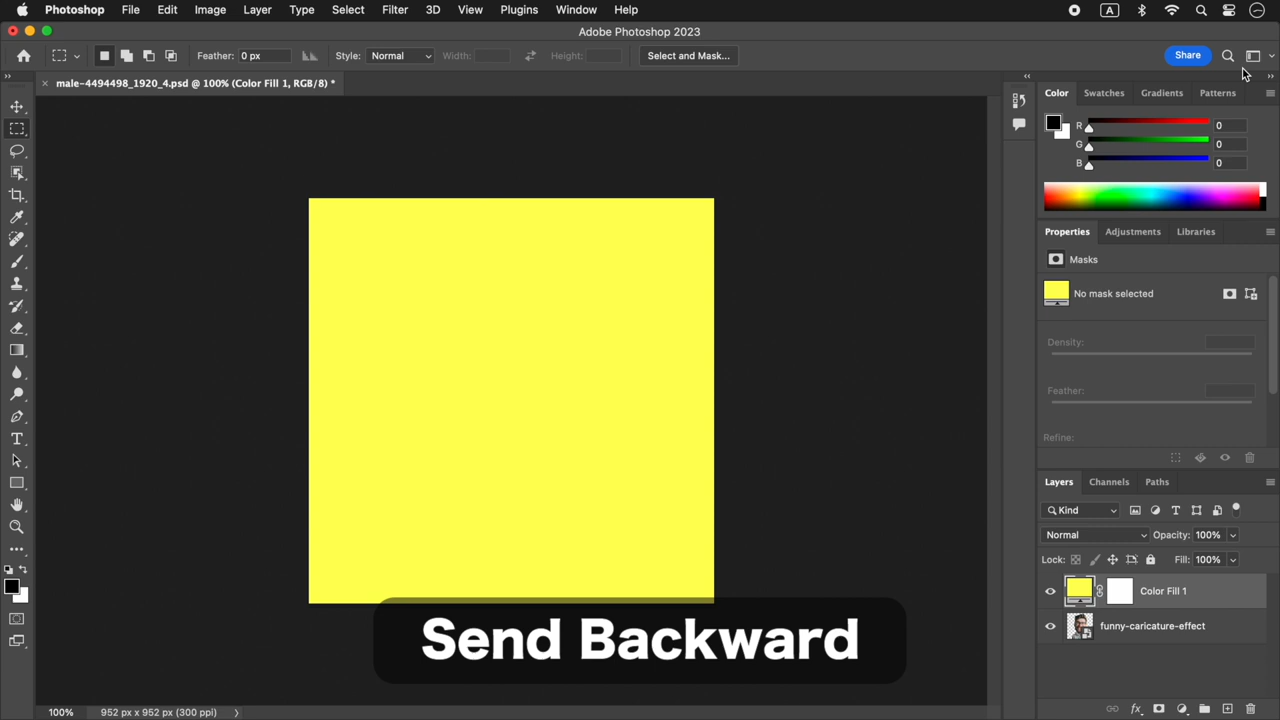 Photoshop File Edit Image Layer Type Select Filter 3D View Plugins Window Help A
Adobe Photoshop 2023
Feather: 0 px Style: Normal Width: Height: Select and Mask... Share
male-4494498_1920_4.psd @ 100% (Color Fill 1, RGB/8) *
Color Swatches Gradients Patterns
R 0
G 0
B 0
Properties Adjustments Libraries
Masks
No mask selected
Density:
Feather:
Refine:
Layers Channels Paths
Kind
Normal Opacity: 100%
Lock: Fill: 100%
Color Fill 1
funny-caricature-effect
Send Backward
100% 952 px x 952 px (300 ppi)